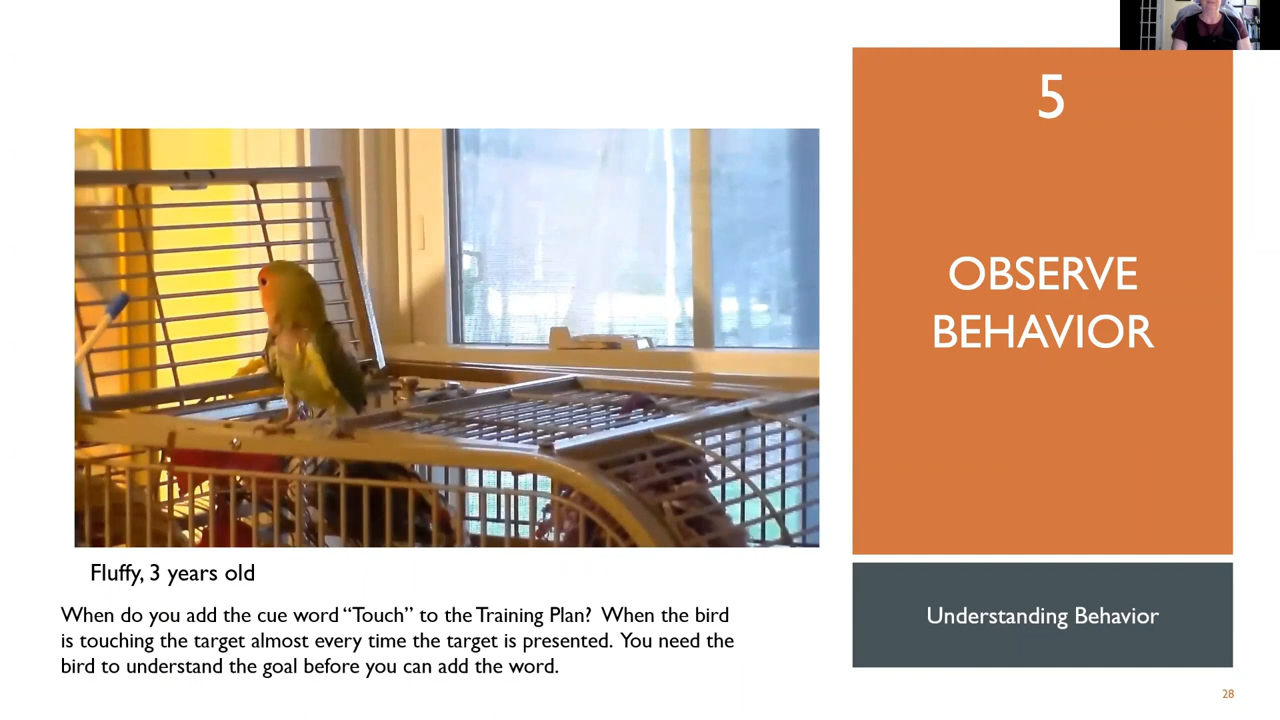 5
OBSERVE
BEHAVIOR
Fluffy, 3 years old
When do you add the cue word “Touch” to the Training Plan? When the bird
is touching the target almost every time the target is presented. You need the
bird to understand the goal before you can add the word.
Understanding Behavior
28